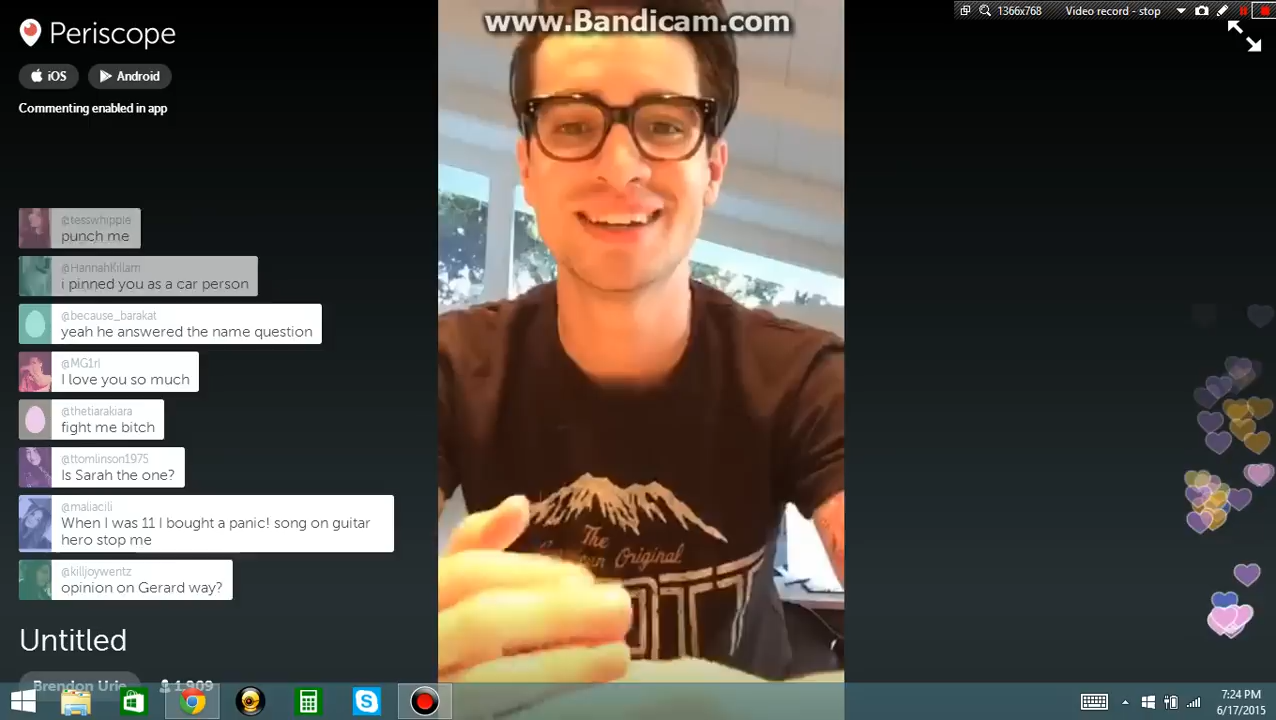 www.Bandicam.com
1366x768
Video record - stop
Periscope
iOS
Android
Commenting enabled in app
@tesswhipple
punch me
@HannahKillam
i pinned you as a car person
@because_barakat
yeah he answered the name question
@MG1rl
I love you so much
@thetiarakiara
fight me bitch
@ttomlinson1975
Is Sarah the one?
@maliacili
When I was 11 I bought a panic! song on guitar
hero stop me
@killjoywentz
opinion on Gerard way?
The
Original
OTT
Untitled
Brendon Urie
1,909
7:24 PM
6/17/2015